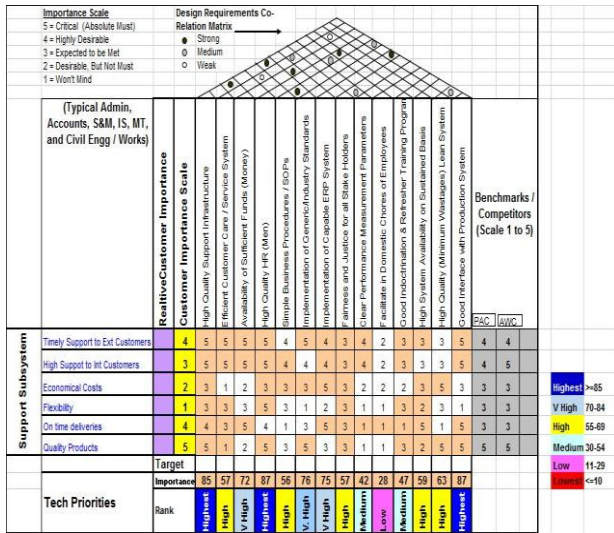 Importance Scale
5 = Critical (Absolute Must)
4 = Highly Desirable
3 = Expected to be Met
2 = Desirable, But Not Must
1 = Won't Mind
Design Requirements Co-
Relation Matrix
Strong
Medium
Weak
(Typical Admin,
Accounts, S&M, IS, MT,
and Civil Engg / Works)
RealtiveCustomer Importance
Customer Importance Scale
High Quality Support Infrastructure
Efficient Customer Care / Service System
Availability of Sufficient Funds (Money)
High Quality HR (Men)
Simple Business Procedures / SOPs
Implementation of Generic/Industry Standards
Implementation of Capable ERP System
Fairness and Justice for all Stake Holders
Clear Performance Measurement Parameters
Facilitate in Domestic Chores of Employees
Good Indoctrination & Refresher Training Program
High System Availability on Sustained Basis
High Quality (Minimum Wastages) Lean System
Good Interface with Production System
Benchmarks /
Competitors
(Scale 1 to 5)
PAC AWC
Support Subsystem
Timely Support to Ext Customers 4 5 5 5 5 4 5 4 3 4 2 3 3 3 5 4 4
High Suppot to Int Customers 3 5 5 5 5 4 4 4 3 4 2 3 3 3 5 4 5
Economical Costs 2 3 1 2 3 3 3 5 3 2 2 2 3 5 3 3 3
Flexibility 1 3 3 3 5 3 1 2 3 1 1 3 2 3 1 3 3
On time deliveries 4 4 3 5 4 1 3 5 3 1 1 1 5 1 5 3 3
Quality Products 5 5 1 2 5 3 5 3 3 1 1 3 2 5 5 5 5
Target
Tech Priorities
Importance 85 57 72 87 56 76 75 57 42 28 47 59 63 87
Rank Highest High V High Highest High V. High V High High Medium Low Medium High High Highest
Highest >=85
V High 70-84
High 55-69
Medium 30-54
Low 11-29
Lowest <=10